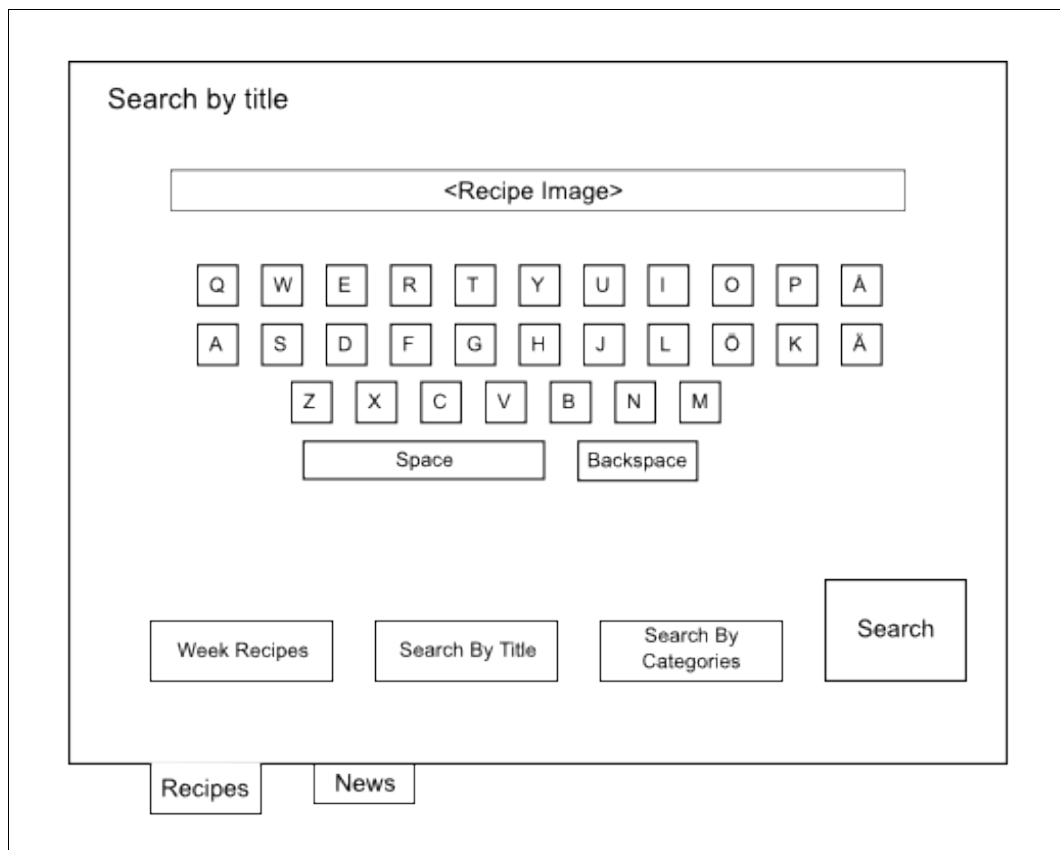 Search by title
<Recipe Image>
Q W E R T Y U I O P Å
A S D F G H J L Ö K Ä
Z X C V B N M
Space Backspace
Week Recipes Search By Title Search By Categories Search
Recipes News